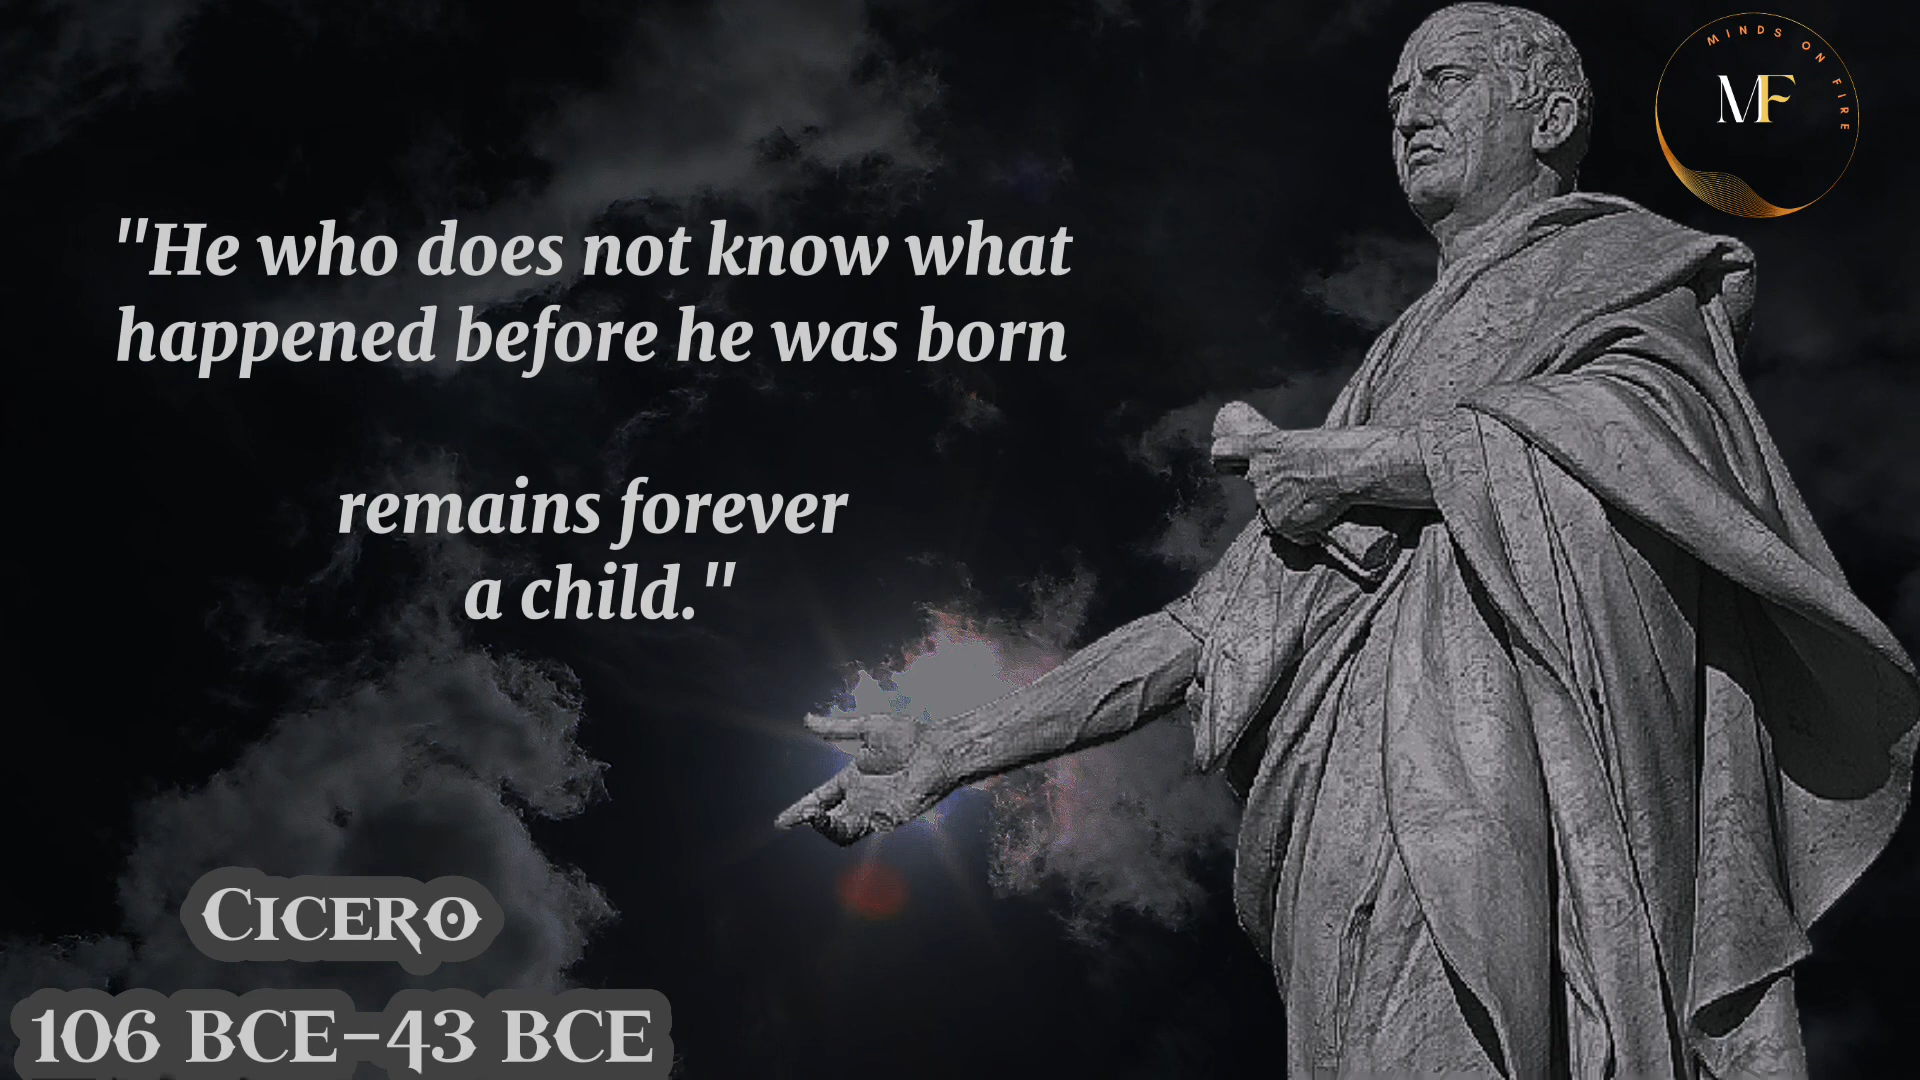 "He who does not know what
happened before he was born
remains forever
a child."
MINDS ON FIRE
MF
Cicero
106 BCE–43 BCE